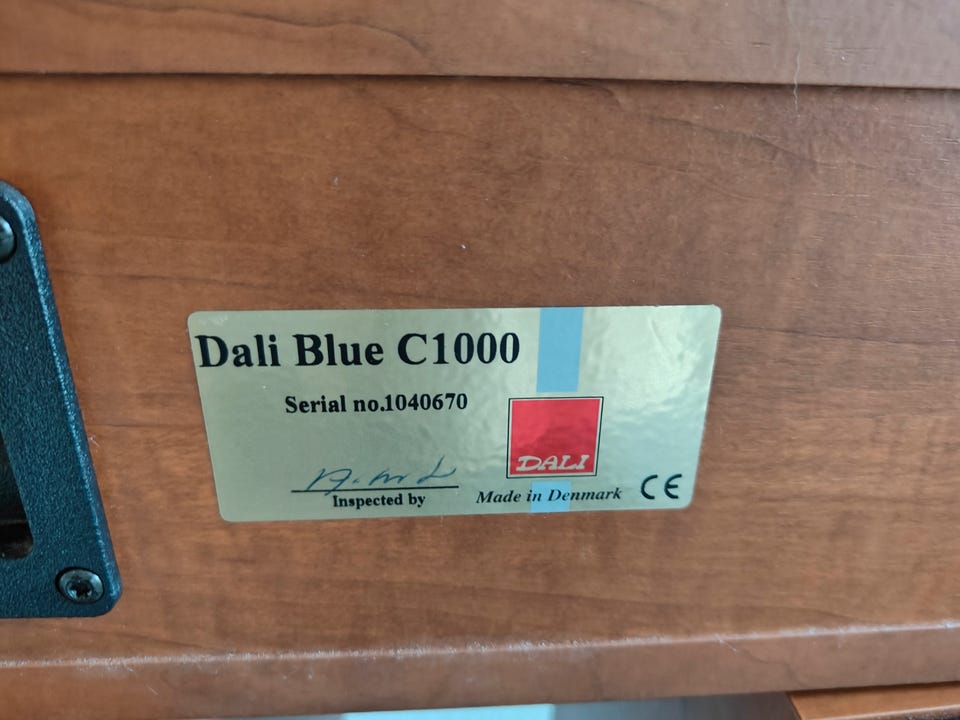 Dali Blue C1000
Serial no.1040670
DALI
Inspected by
Made in Denmark
CE